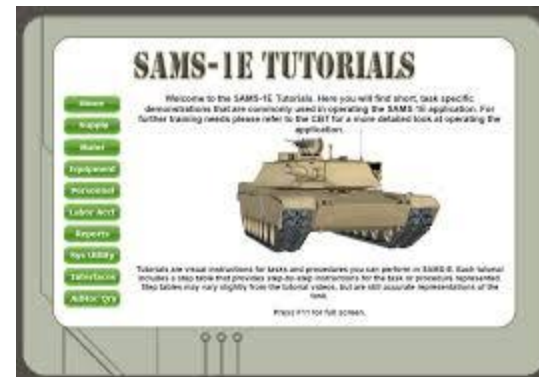 SAMS-1E TUTORIALS
Welcome to the SAMS-1E Tutorials. Here you will find short, task specific
demonstrations that are commonly used in operating the SAMS-1E application. For
further training needs please refer to the CBT for a more detailed look at operating the
application.
Home
Supply
Equipment
Personnel
Labor Acct
Reports
Sys Utility
Interfaces
AdHoc Qry
Tutorials are visual instructions for tasks and procedures you can perform in SAMS-E. Each tutorial
includes a step table that provides step-by-step instructions for the task or procedure represented.
Step tables may vary slightly from the tutorial videos, but are still accurate representations of the
task.
Press F11 for full screen.